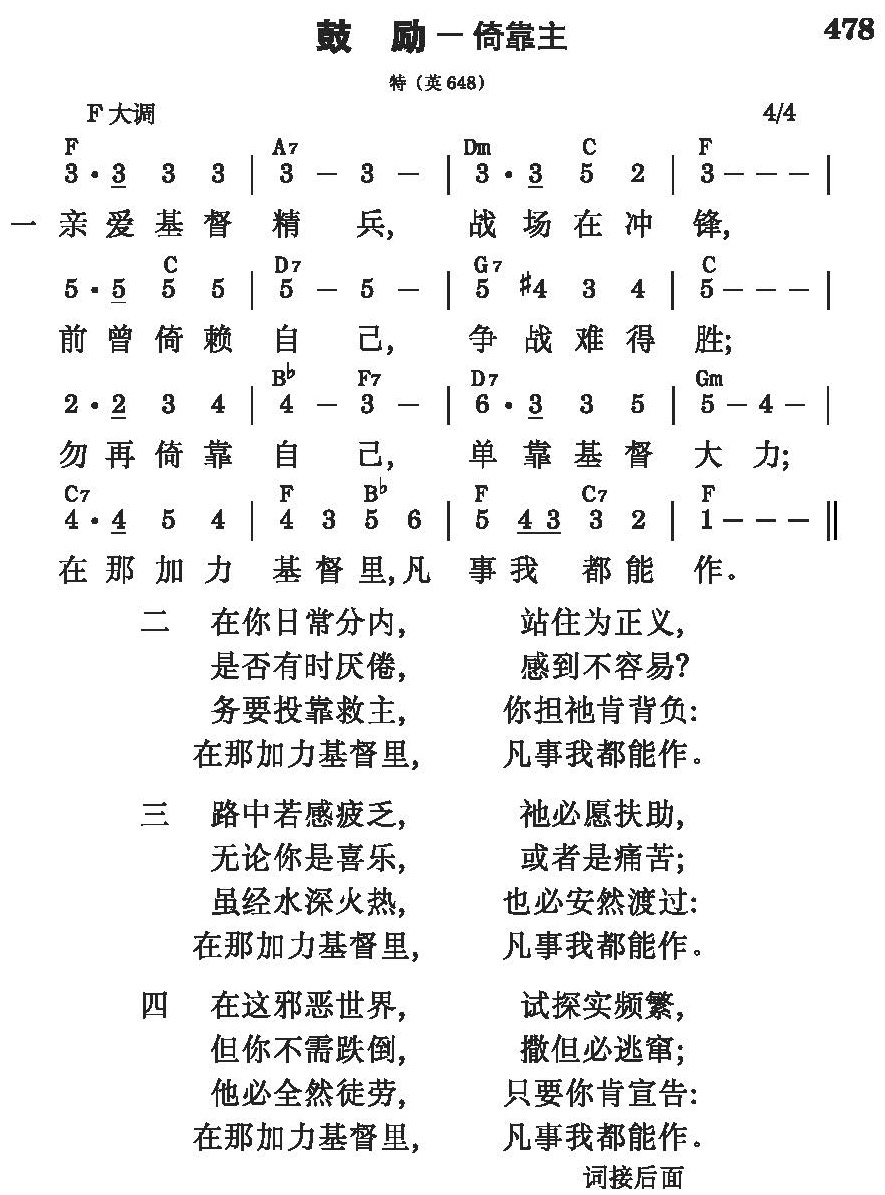 鼓 励－倚靠主 478
特（英648）
F大调 4/4
F A7 Dm C F
3·3 3 3 | 3 － 3 － | 3·3 5 2 | 3 － － － |
一 亲爱基督精兵, 战场在冲锋,
C D7 G7 C
5·5 5 5 | 5 － 5 － | 5 ♯4 3 4 | 5 － － － |
前曾倚赖自己, 争战难得胜;
B♭ F7 D7 Gm
2·2 3 4 | 4 － 3 － | 6·3 3 5 | 5 － 4 － |
勿再倚靠自己, 单靠基督大力;
C7 F B♭ F C7 F
4·4 5 4 | 4 3 5 6 | 5 4 3 3 2 | 1 － － － ‖
在那加力基督里,凡事我都能作。
二 在你日常分内, 站住为正义,
是否有时厌倦, 感到不容易?
务要投靠救主, 你担祂肯背负:
在那加力基督里, 凡事我都能作。
三 路中若感疲乏, 祂必愿扶助,
无论你是喜乐, 或者是痛苦;
虽经水深火热, 也必安然渡过:
在那加力基督里, 凡事我都能作。
四 在这邪恶世界, 试探实频繁,
但你不需跌倒, 撒但必逃窜;
他必全然徒劳, 只要你肯宣告:
在那加力基督里, 凡事我都能作。
词接后面